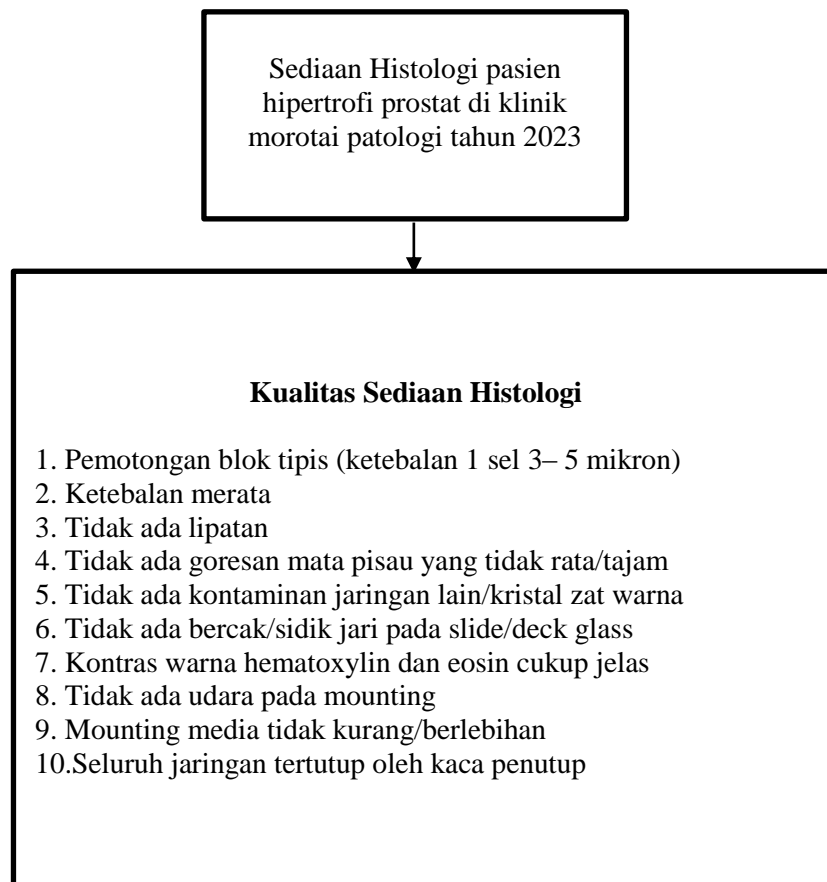 Sediaan Histologi pasien
hipertrofi prostat di klinik
morotai patologi tahun 2023
Kualitas Sediaan Histologi
1. Pemotongan blok tipis (ketebalan 1 sel 3– 5 mikron)
2. Ketebalan merata
3. Tidak ada lipatan
4. Tidak ada goresan mata pisau yang tidak rata/tajam
5. Tidak ada kontaminan jaringan lain/kristal zat warna
6. Tidak ada bercak/sidik jari pada slide/deck glass
7. Kontras warna hematoxylin dan eosin cukup jelas
8. Tidak ada udara pada mounting
9. Mounting media tidak kurang/berlebihan
10.Seluruh jaringan tertutup oleh kaca penutup